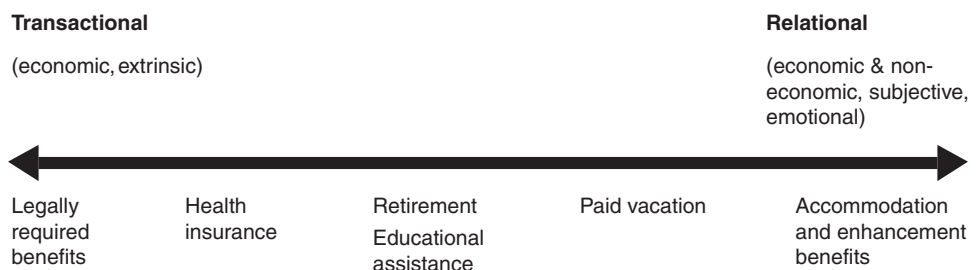 Transactional
Relational
(economic, extrinsic)
(economic & non-
economic, subjective,
emotional)
Legally
required
benefits
Health
insurance
Retirement
Educational
assistance
Paid vacation
Accommodation
and enhancement
benefits